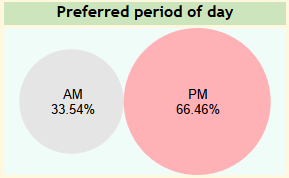 Preferred period of day
AM
33.54%
PM
66.46%